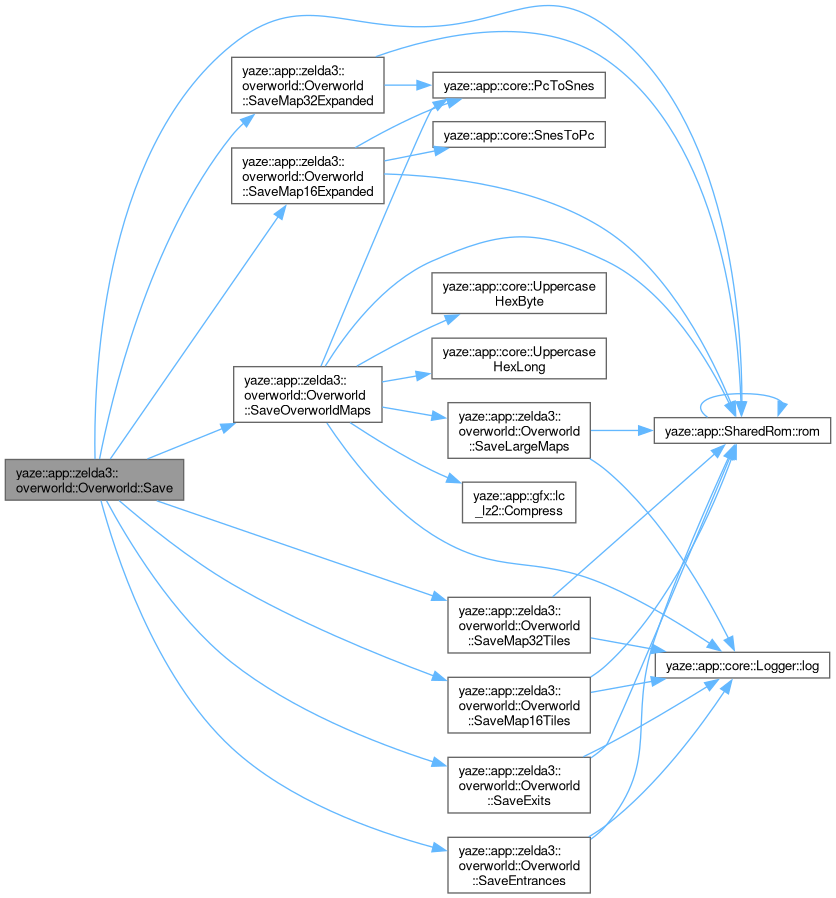 yaze::app::zelda3::
overworld::Overworld
::SaveMap32Expanded
yaze::app::core::PcToSnes
yaze::app::core::SnesToPc
yaze::app::zelda3::
overworld::Overworld
::SaveMap16Expanded
yaze::app::core::Uppercase
HexByte
yaze::app::core::Uppercase
HexLong
yaze::app::zelda3::
overworld::Overworld
::SaveOverworldMaps
yaze::app::zelda3::
overworld::Overworld
::SaveLargeMaps
yaze::app::SharedRom::rom
yaze::app::zelda3::
overworld::Overworld::Save
yaze::app::gfx::lc
_lz2::Compress
yaze::app::zelda3::
overworld::Overworld
::SaveMap32Tiles
yaze::app::core::Logger::log
yaze::app::zelda3::
overworld::Overworld
::SaveMap16Tiles
yaze::app::zelda3::
overworld::Overworld
::SaveExits
yaze::app::zelda3::
overworld::Overworld
::SaveEntrances